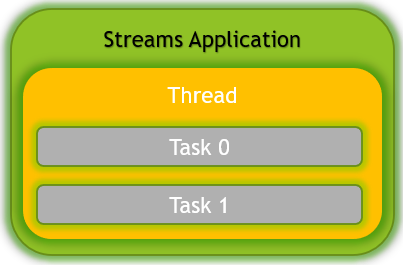 Streams Application
Thread
Task 0
Task 1